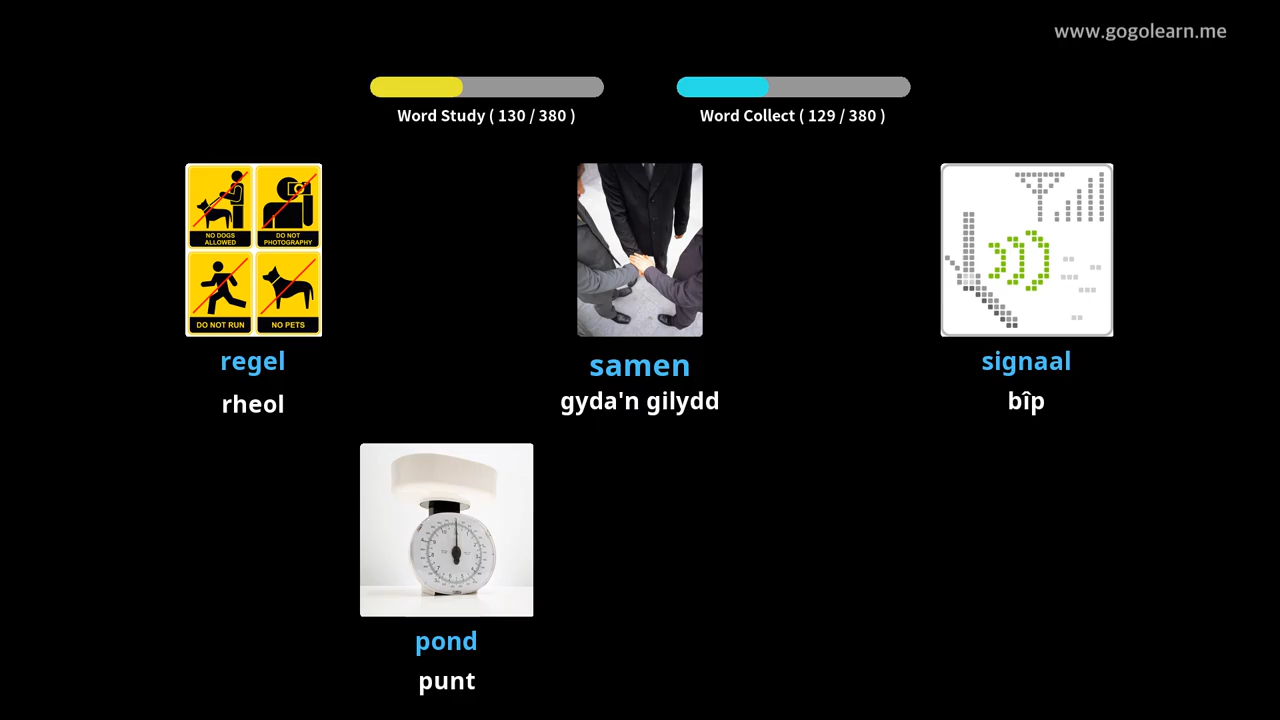 www.gogolearn.me
Word Study ( 130 / 380 )
Word Collect ( 129 / 380 )
NO DOGS
ALLOWED
DO NOT
PHOTOGRAPHY
DO NOT RUN
NO PETS
regel
samen
signaal
rheol
gyda'n gilydd
bîp
pond
punt